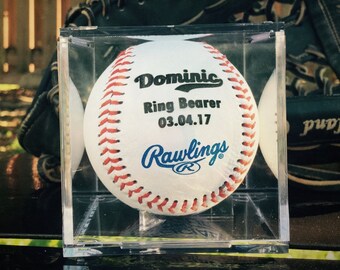 Dominic
Ring Bearer
03.04.17
Rawlings
R